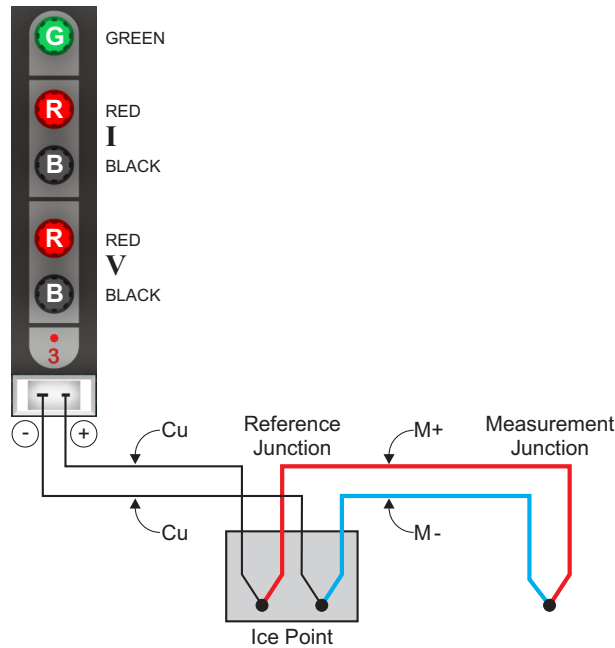 G GREEN
R RED
I
B BLACK
R RED
V
B BLACK
3
- +
Cu
Reference
Junction
M+
Measurement
Junction
Cu
M-
Ice Point